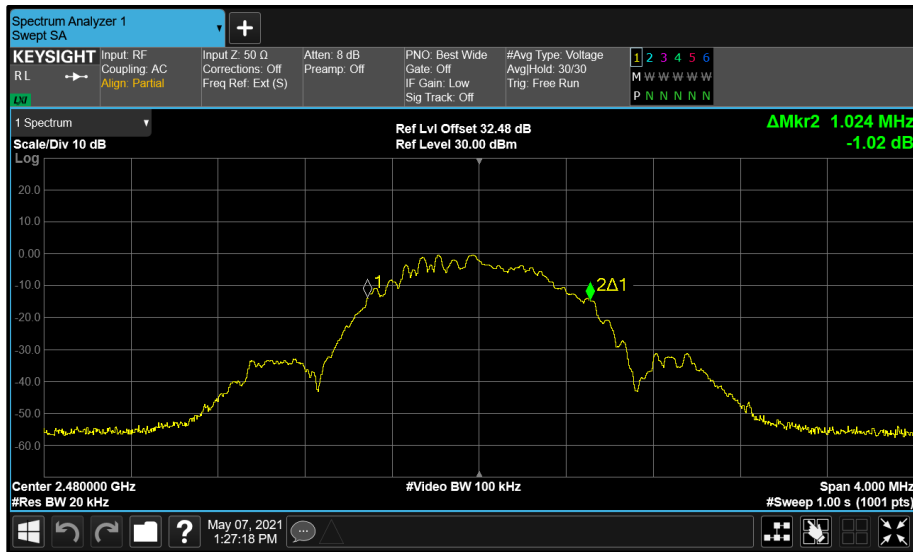 Spectrum Analyzer 1
Swept SA
+
KEYSIGHT
RL
LXI
Input: RF
Coupling: AC
Align: Partial
Input Z: 50 Ω
Corrections: Off
Freq Ref: Ext (S)
Atten: 8 dB
Preamp: Off
PNO: Best Wide
Gate: Off
IF Gain: Low
Sig Track: Off
#Avg Type: Voltage
Avg|Hold: 30/30
Trig: Free Run
1 2 3 4 5 6
M W W W W W
P N N N N N
1 Spectrum
Scale/Div 10 dB
Log
Ref Lvl Offset 32.48 dB
Ref Level 30.00 dBm
ΔMkr2 1.024 MHz
-1.02 dB
20.0
10.0
0.00
-10.0
1
2Δ1
-20.0
-30.0
-40.0
-50.0
-60.0
Center 2.480000 GHz
#Video BW 100 kHz
Span 4.000 MHz
#Res BW 20 kHz
#Sweep 1.00 s (1001 pts)
?
May 07, 2021
1:27:18 PM